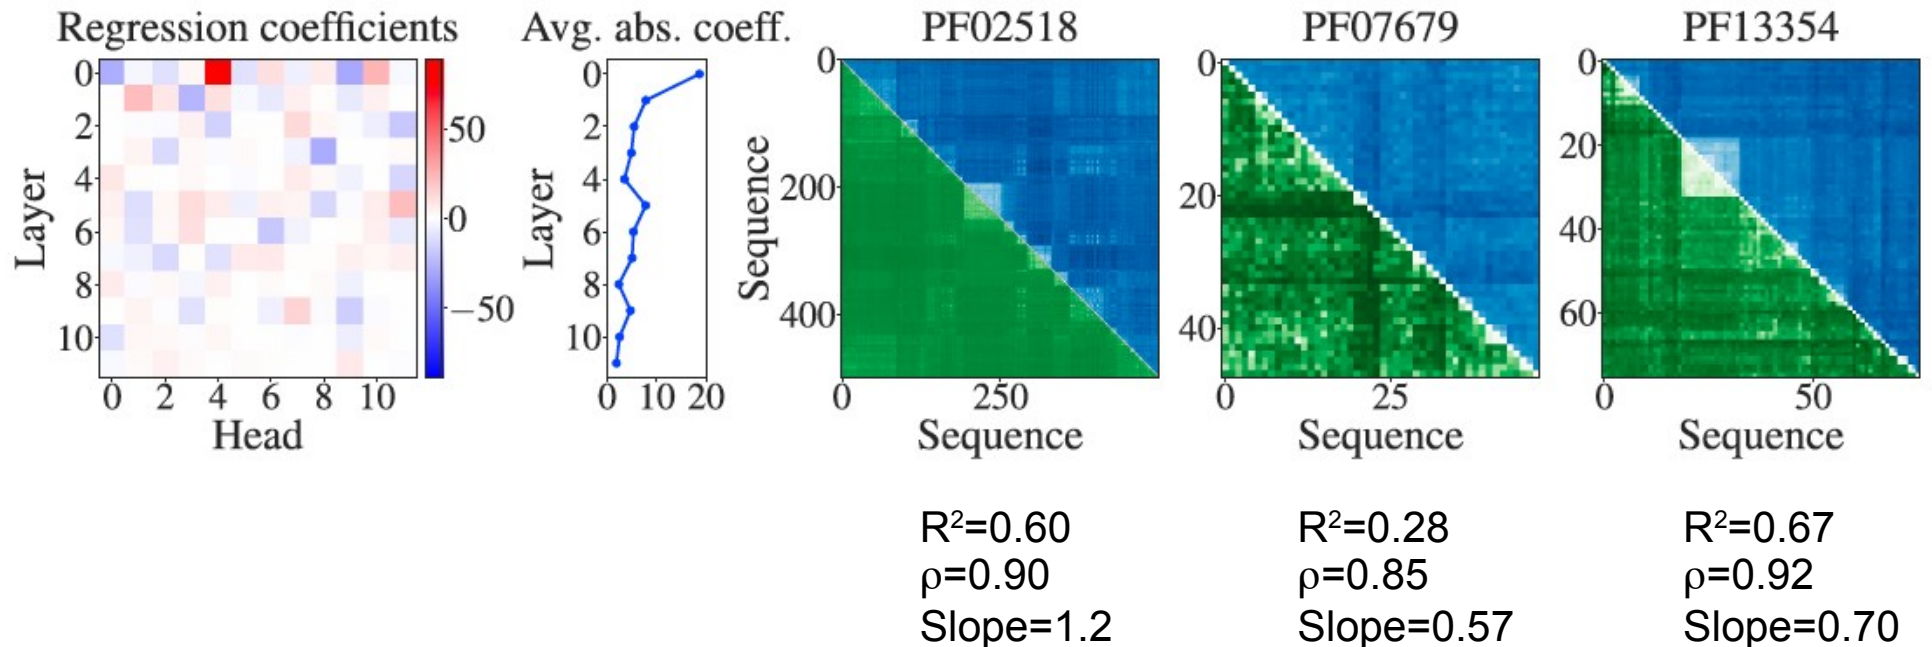 Regression coefficients
Avg. abs. coeff.
PF02518
PF07679
PF13354
Layer
0
2
4
6
8
10
0 2 4 6 8 10
Head
50
0
−50
Layer
0
2
4
6
8
10
0 10 20
Sequence
0
200
400
0 250
Sequence
0
20
40
0 25
Sequence
0
20
40
60
0 50
Sequence
R²=0.60
ρ=0.90
Slope=1.2
R²=0.28
ρ=0.85
Slope=0.57
R²=0.67
ρ=0.92
Slope=0.70